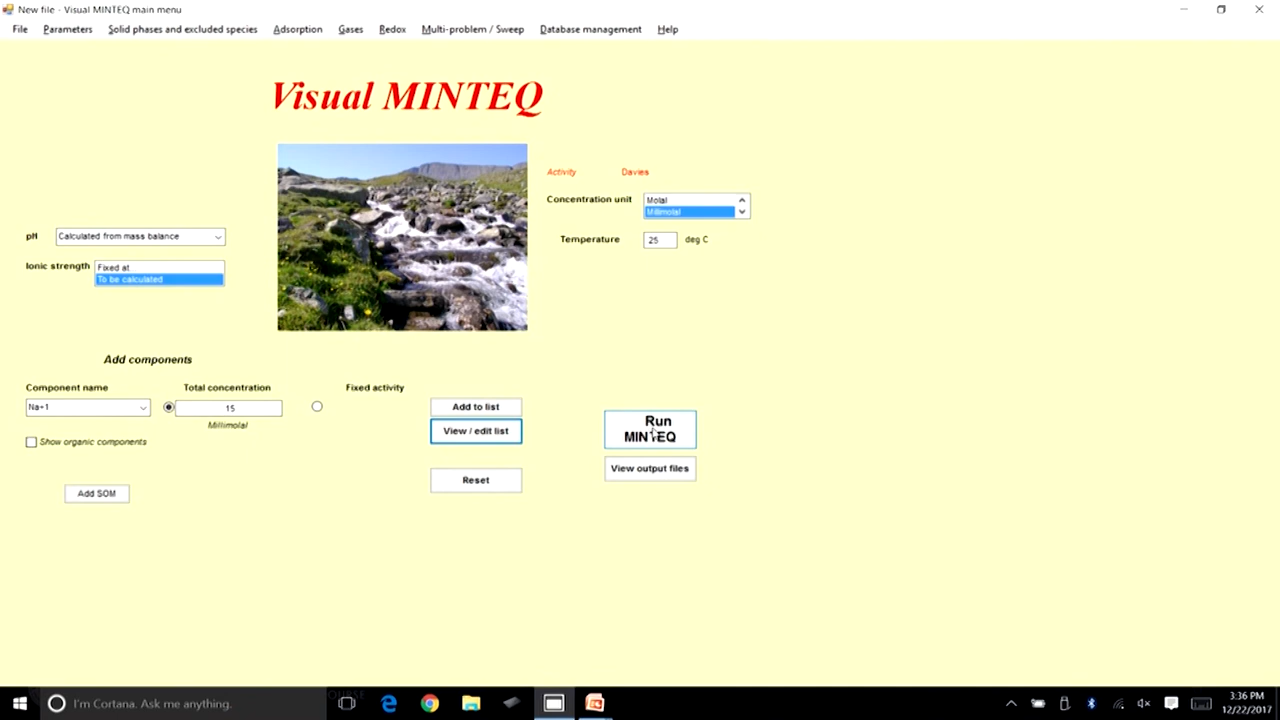 New file - Visual MINTEQ main menu
File Parameters Solid phases and excluded species Adsorption Gases Redox Multi-problem / Sweep Database management Help
Visual MINTEQ
Activity Davies
Concentration unit Molal
Millimolal
pH Calculated from mass balance
Temperature 25 deg C
Ionic strength Fixed at
To be calculated
Add components
Component name Total concentration Fixed activity
Na+1 15 Add to list
Millimolal
View / edit list
Run
MINTEQ
Show organic components
View output files
Reset
Add SOM
I'm Cortana. Ask me anything.
3:36 PM
12/22/2017